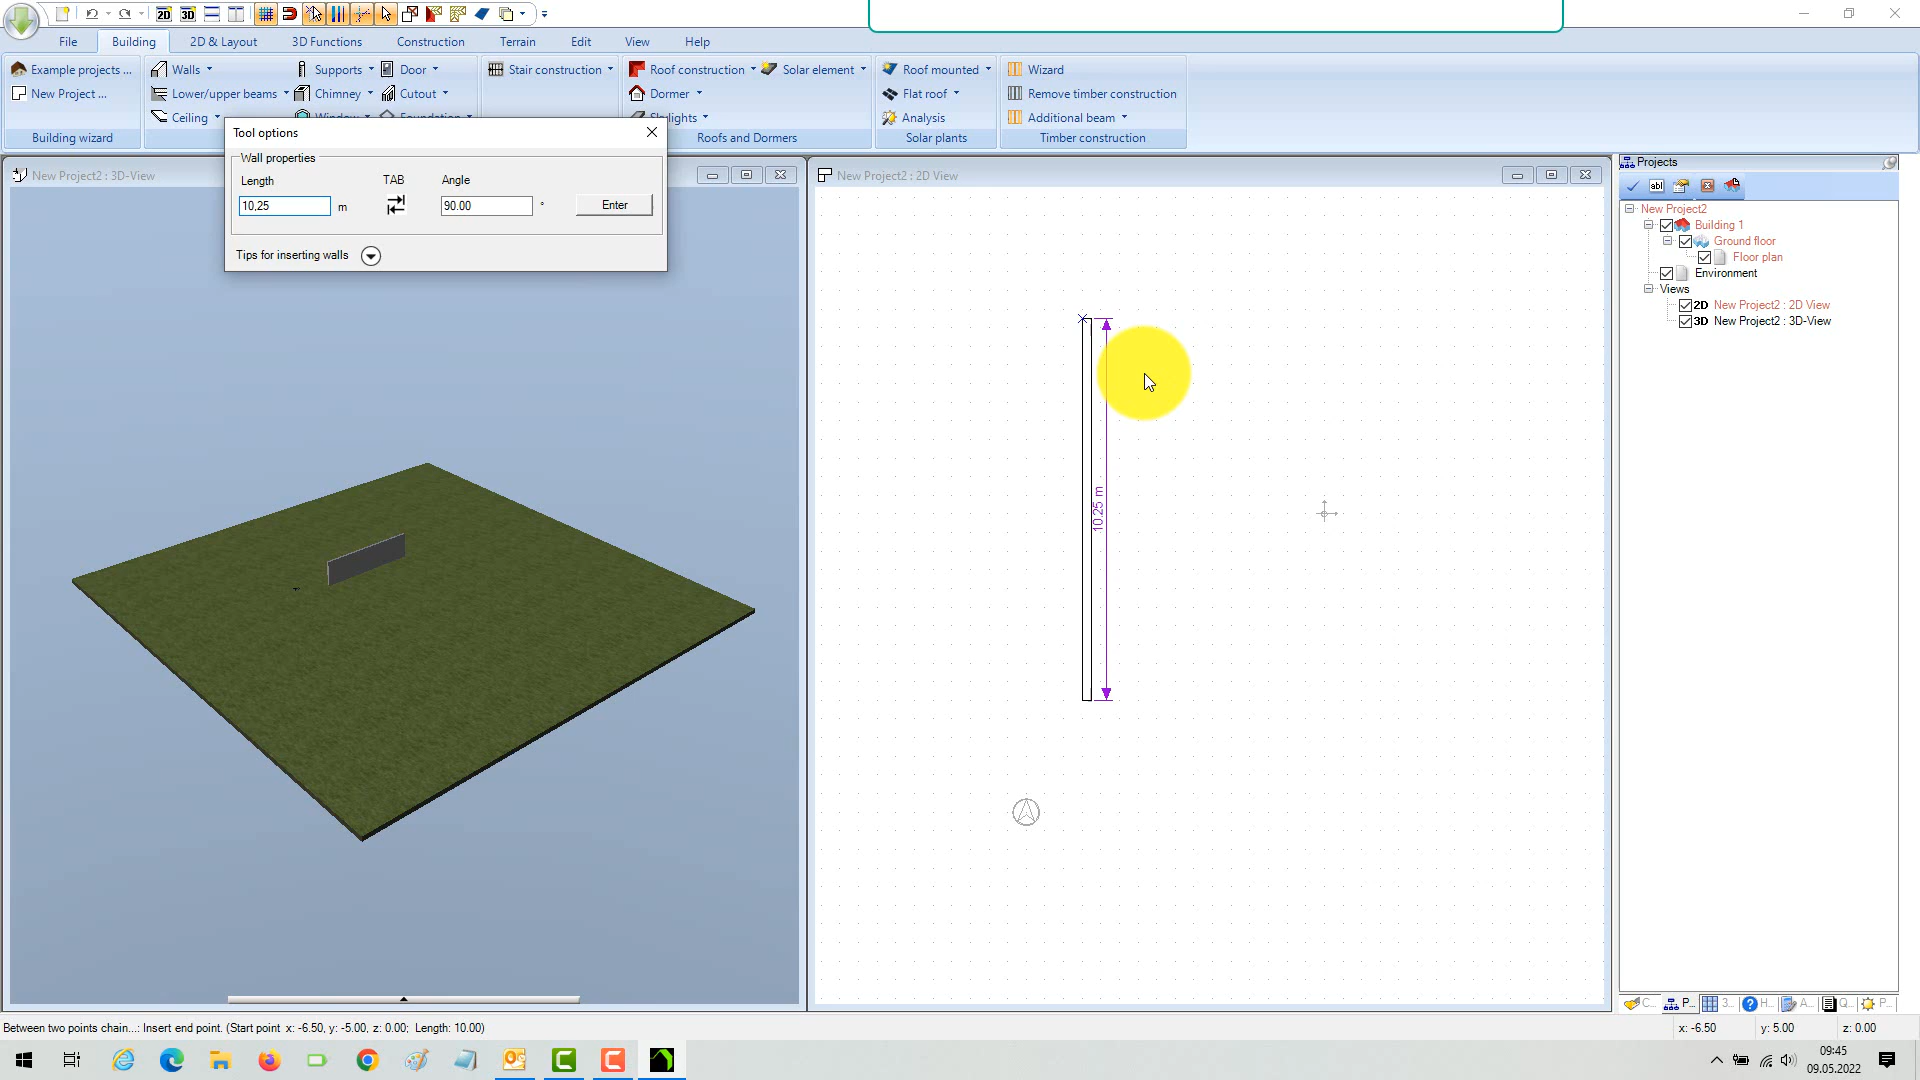 2D 3D
File Building 2D & Layout 3D Functions Construction Terrain Edit View Help
Example projects ... Walls Supports Door Stair construction Roof construction Solar element Roof mounted Wizard
New Project ... Lower/upper beams Chimney Cutout Dormer Flat roof Remove timber construction
Ceiling Window Foundation Skylights Analysis Additional beam
Building wizard Roofs and Dormers Solar plants Timber construction
Tool options
Wall properties
Length TAB Angle
10,25 m 90.00 ° Enter
Tips for inserting walls
New Project2 : 3D-View
New Project2 : 2D View
10.25 m
Projects
abl
New Project2
Building 1
Ground floor
Floor plan
Environment
Views
2D New Project2 : 2D View
3D New Project2 : 3D-View
C... P... 3... H... A... Q... P...
Between two points chain...: Insert end point. (Start point x: -6.50, y: -5.00, z: 0.00; Length: 10.00)
x: -6.50 y: 5.00 z: 0.00
09:45
09.05.2022